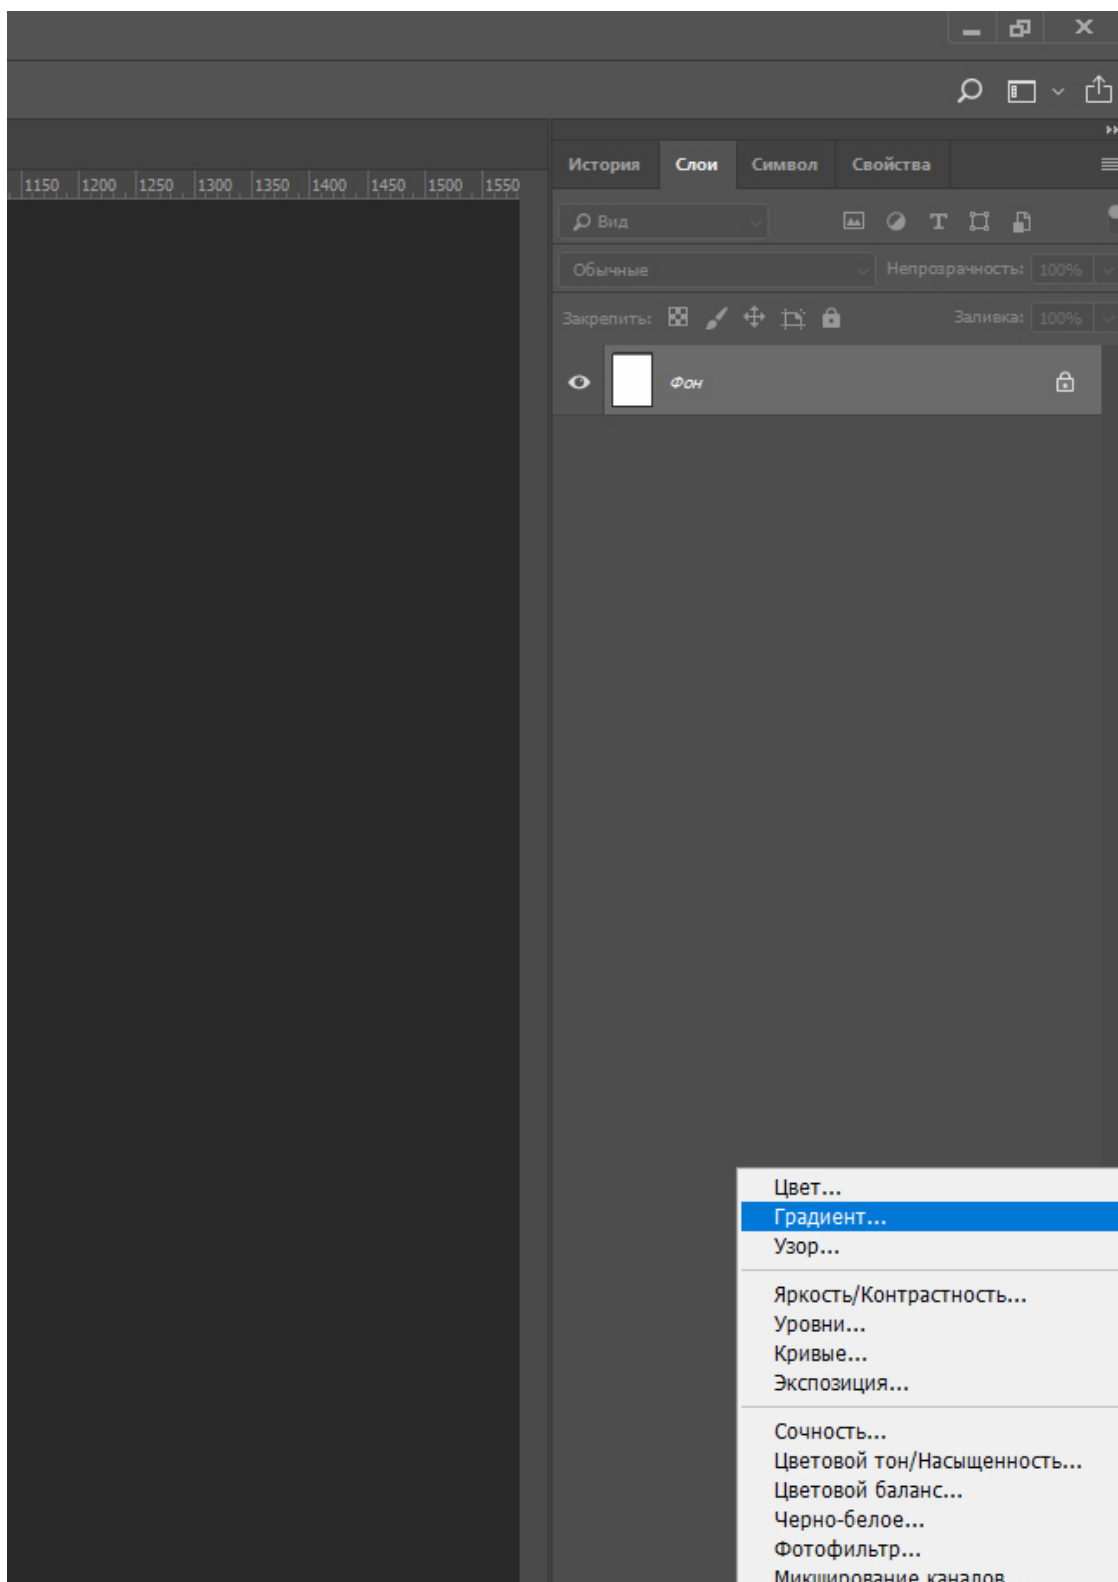 1150 1200 1250 1300 1350 1400 1450 1500 1550
История Слои Символ Свойства
Вид
Обычные Непрозрачность: 100%
Закрепить: Заливка: 100%
Фон
Цвет...
Градиент...
Узор...
Яркость/Контрастность...
Уровни...
Кривые...
Экспозиция...
Сочность...
Цветовой тон/Насыщенность...
Цветовой баланс...
Черно-белое...
Фотофильтр...
Микширование каналов